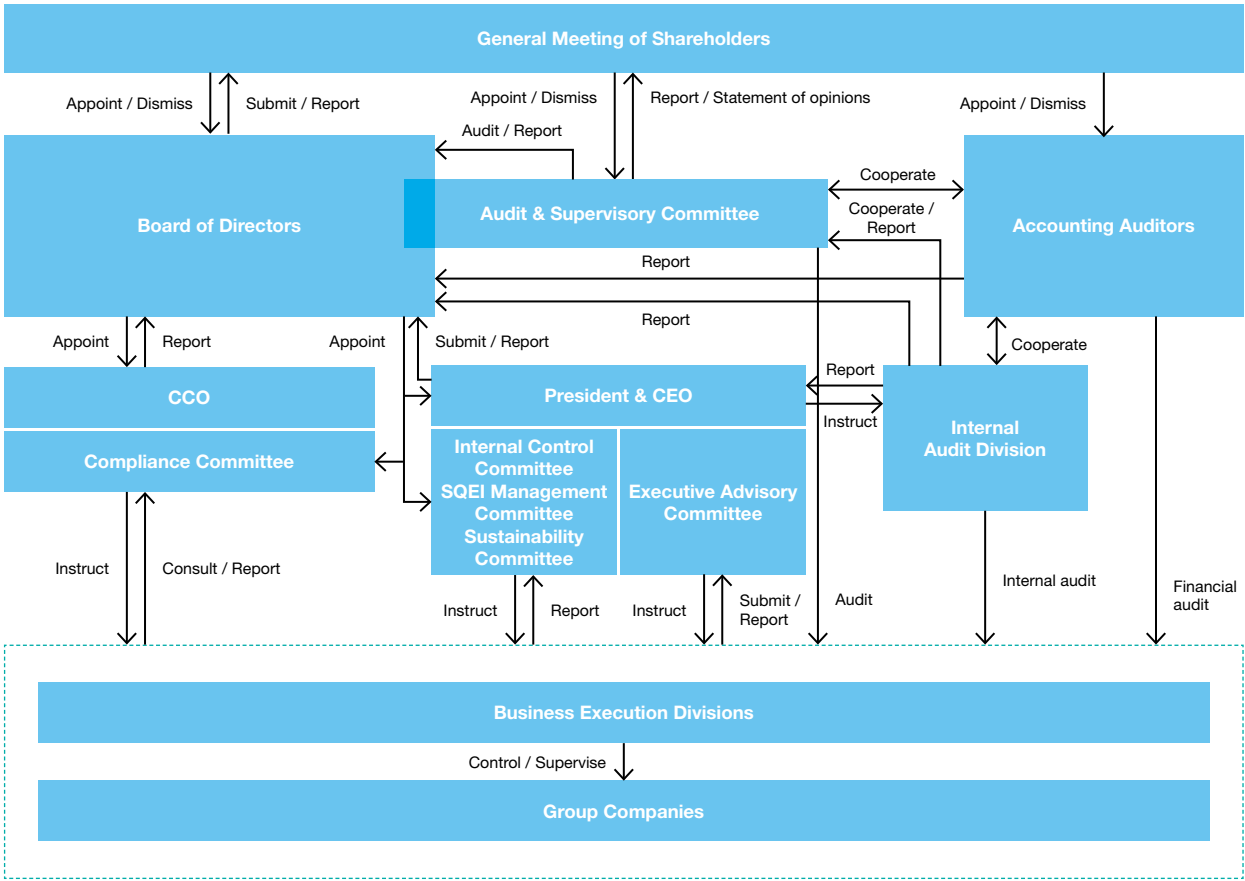 General Meeting of Shareholders
Appoint / Dismiss
Submit / Report
Appoint / Dismiss
Report / Statement of opinions
Appoint / Dismiss
Audit / Report
Board of Directors
Audit & Supervisory Committee
Cooperate
Cooperate /
Report
Accounting Auditors
Report
Report
Appoint
Report
Appoint
Submit / Report
Cooperate
CCO
President & CEO
Report
Instruct
Internal
Audit Division
Compliance Committee
Internal Control
Committee
SQEI Management
Committee
Sustainability
Committee
Executive Advisory
Committee
Instruct
Consult / Report
Instruct
Report
Instruct
Submit /
Report
Audit
Internal audit
Financial
audit
Business Execution Divisions
Control / Supervise
Group Companies